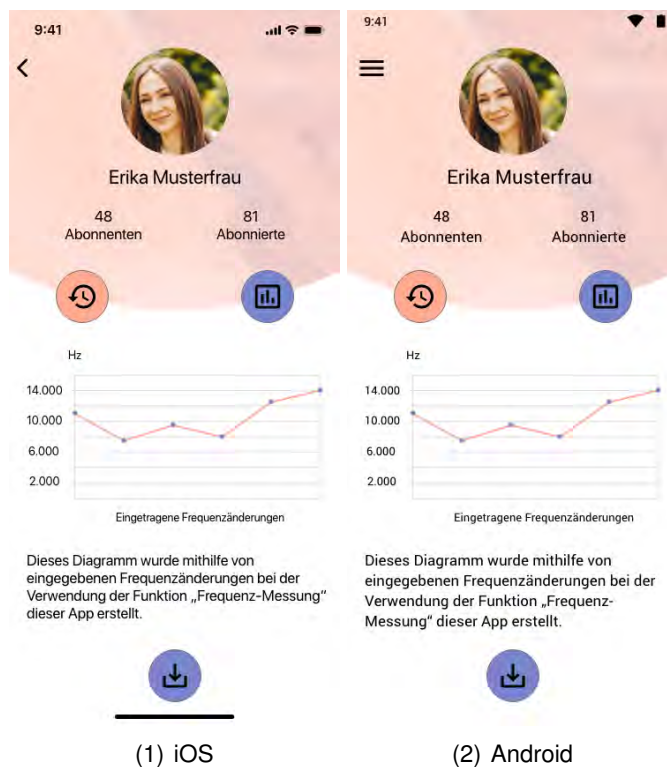 9:41
Erika Musterfrau
48
Abonnenten
81
Abonnierte
Hz
14.000
10.000
6.000
2.000
Eingetragene Frequenzänderungen
Dieses Diagramm wurde mithilfe von
eingegebenen Frequenzänderungen bei der
Verwendung der Funktion „Frequenz-Messung“
dieser App erstellt.
(1) iOS
9:41
Erika Musterfrau
48
Abonnenten
81
Abonnierte
Hz
14.000
10.000
6.000
2.000
Eingetragene Frequenzänderungen
Dieses Diagramm wurde mithilfe von
eingegebenen Frequenzänderungen bei der
Verwendung der Funktion „Frequenz-
Messung“ dieser App erstellt.
(2) Android